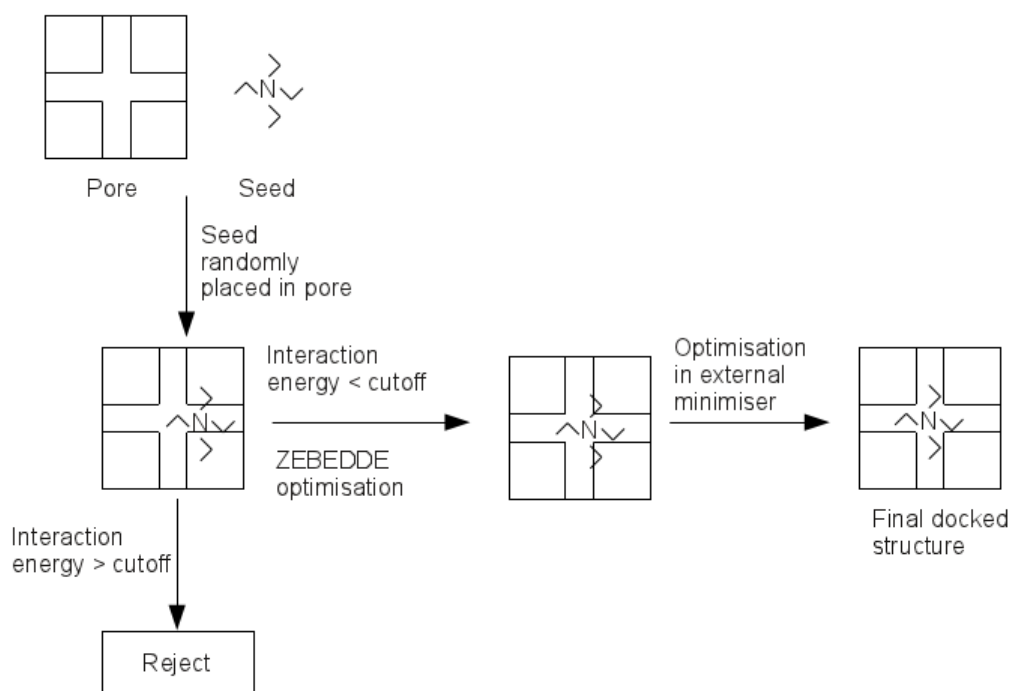 N
Pore
Seed
Seed
randomly
placed in pore
Interaction
energy < cutoff
ZEBEDDE
optimisation
N
Optimisation
in external
minimiser
N
N
Final docked
structure
Interaction
energy > cutoff
Reject